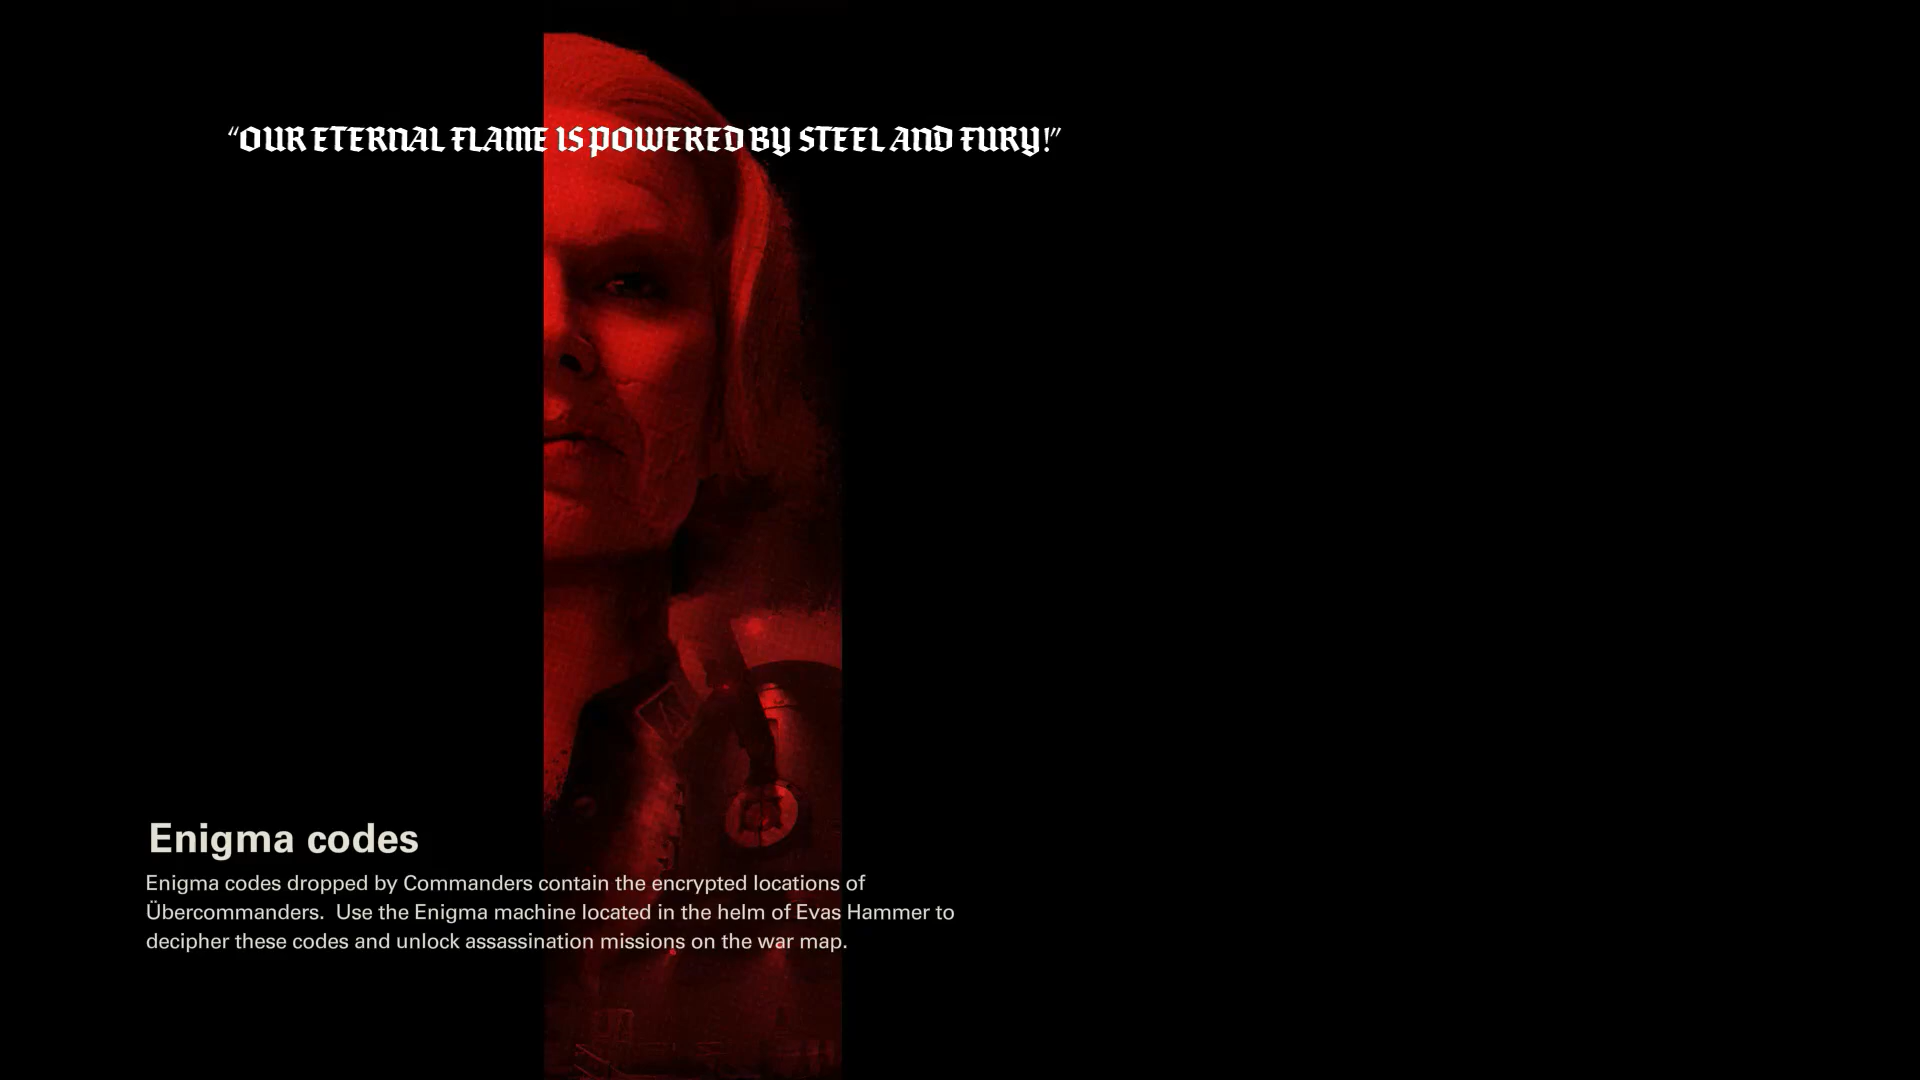 “OUR ETERNAL FLAME IS POWERED BY STEEL AND FURY!”
Enigma codes
Enigma codes dropped by Commanders contain the encrypted locations of
Übercommanders.  Use the Enigma machine located in the helm of Evas Hammer to
decipher these codes and unlock assassination missions on the war map.